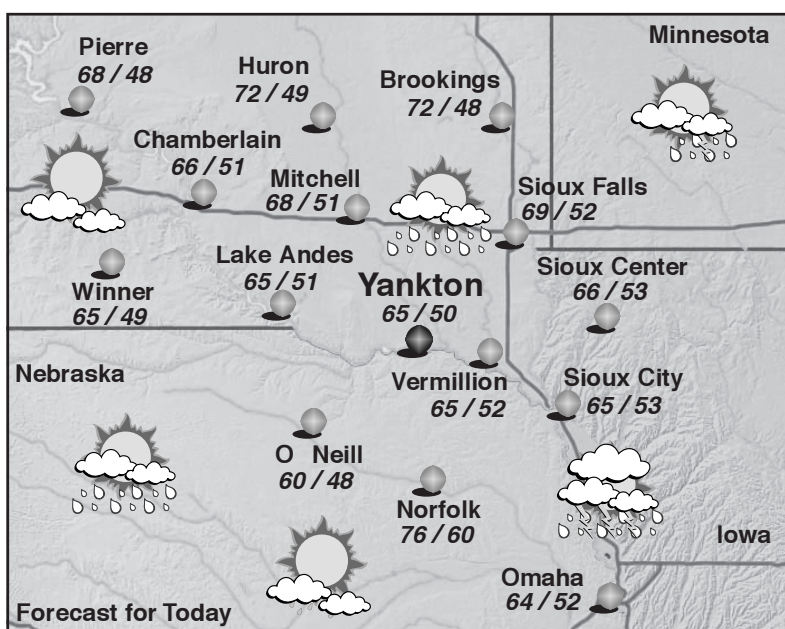 Pierre
68 / 48
Huron
72 / 49
Brookings
72 / 48
Minnesota
Chamberlain
66 / 51
Mitchell
68 / 51
Sioux Falls
69 / 52
Winner
65 / 49
Lake Andes
65 / 51
Yankton
65 / 50
Sioux Center
66 / 53
Nebraska
Vermillion
65 / 52
Sioux City
65 / 53
O Neill
60 / 48
Norfolk
76 / 60
Iowa
Omaha
64 / 52
Forecast for Today